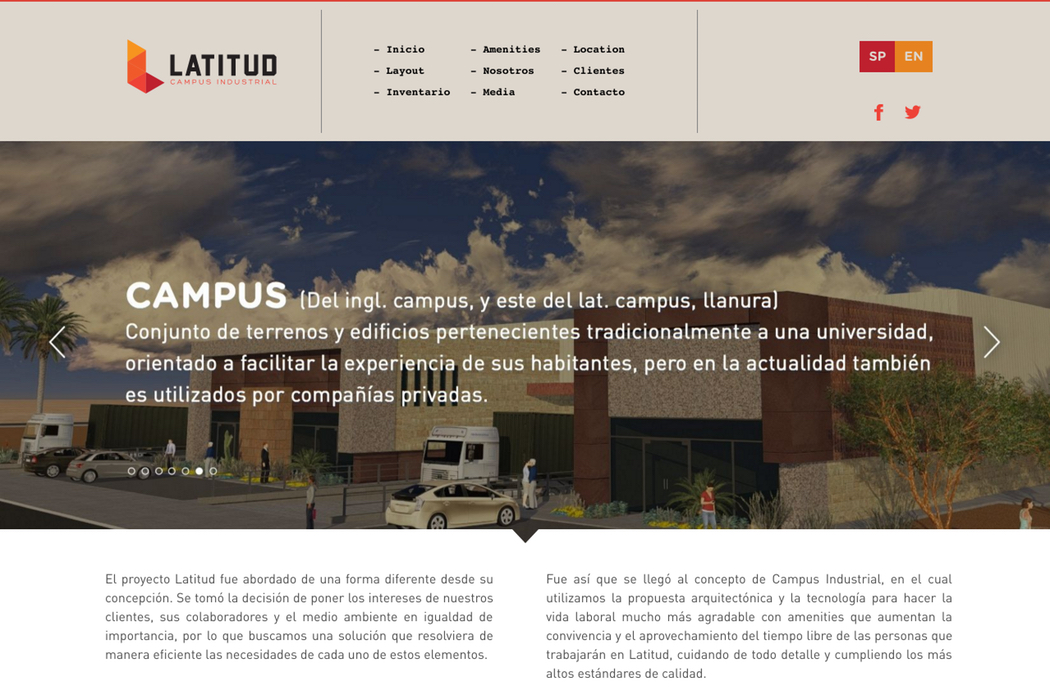 LATITUD
CAMPUS INDUSTRIAL
– Inicio
– Layout
– Inventario
– Amenities
– Nosotros
– Media
– Location
– Clientes
– Contacto
SP EN
CAMPUS (Del ingl. campus, y este del lat. campus, llanura)
Conjunto de terrenos y edificios pertenecientes tradicionalmente a una universidad,
orientado a facilitar la experiencia de sus habitantes, pero en la actualidad también
es utilizados por compañías privadas.
El proyecto Latitud fue abordado de una forma diferente desde su
concepción. Se tomó la decisión de poner los intereses de nuestros
clientes, sus colaboradores y el medio ambiente en igualdad de
importancia, por lo que buscamos una solución que resolviera de
manera eficiente las necesidades de cada uno de estos elementos.
Fue así que se llegó al concepto de Campus Industrial, en el cual
utilizamos la propuesta arquitectónica y la tecnología para hacer la
vida laboral mucho más agradable con amenities que aumentan la
convivencia y el aprovechamiento del tiempo libre de las personas que
trabajarán en Latitud, cuidando de todo detalle y cumpliendo los más
altos estándares de calidad.